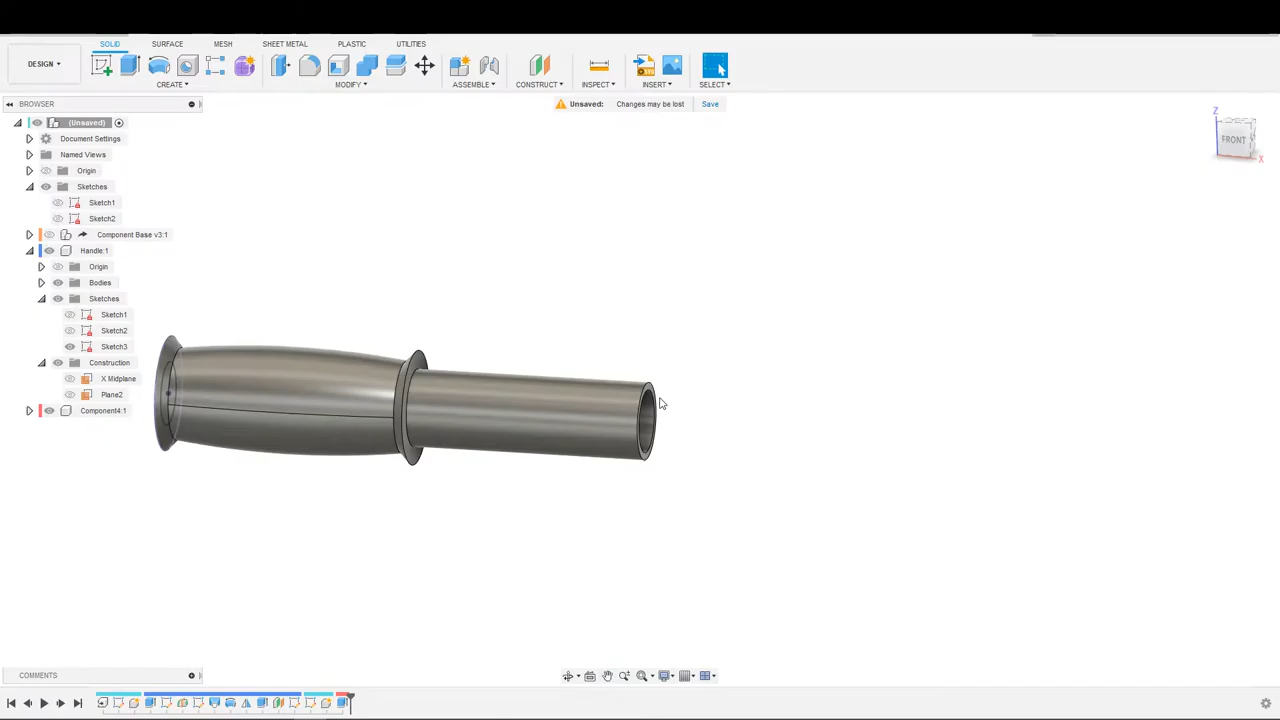 SOLID SURFACE MESH SHEET METAL PLASTIC UTILITIES
DESIGN
CREATE MODIFY ASSEMBLE CONSTRUCT INSPECT INSERT SELECT
BROWSER
Unsaved: Changes may be lost Save
(Unsaved)
Document Settings
Named Views
Origin
Sketches
Sketch1
Sketch2
Component Base v3:1
Handle:1
Origin
Bodies
Sketches
Sketch1
Sketch2
Sketch3
Construction
X Midplane
Plane2
Component4:1
Z
FRONT
X
COMMENTS